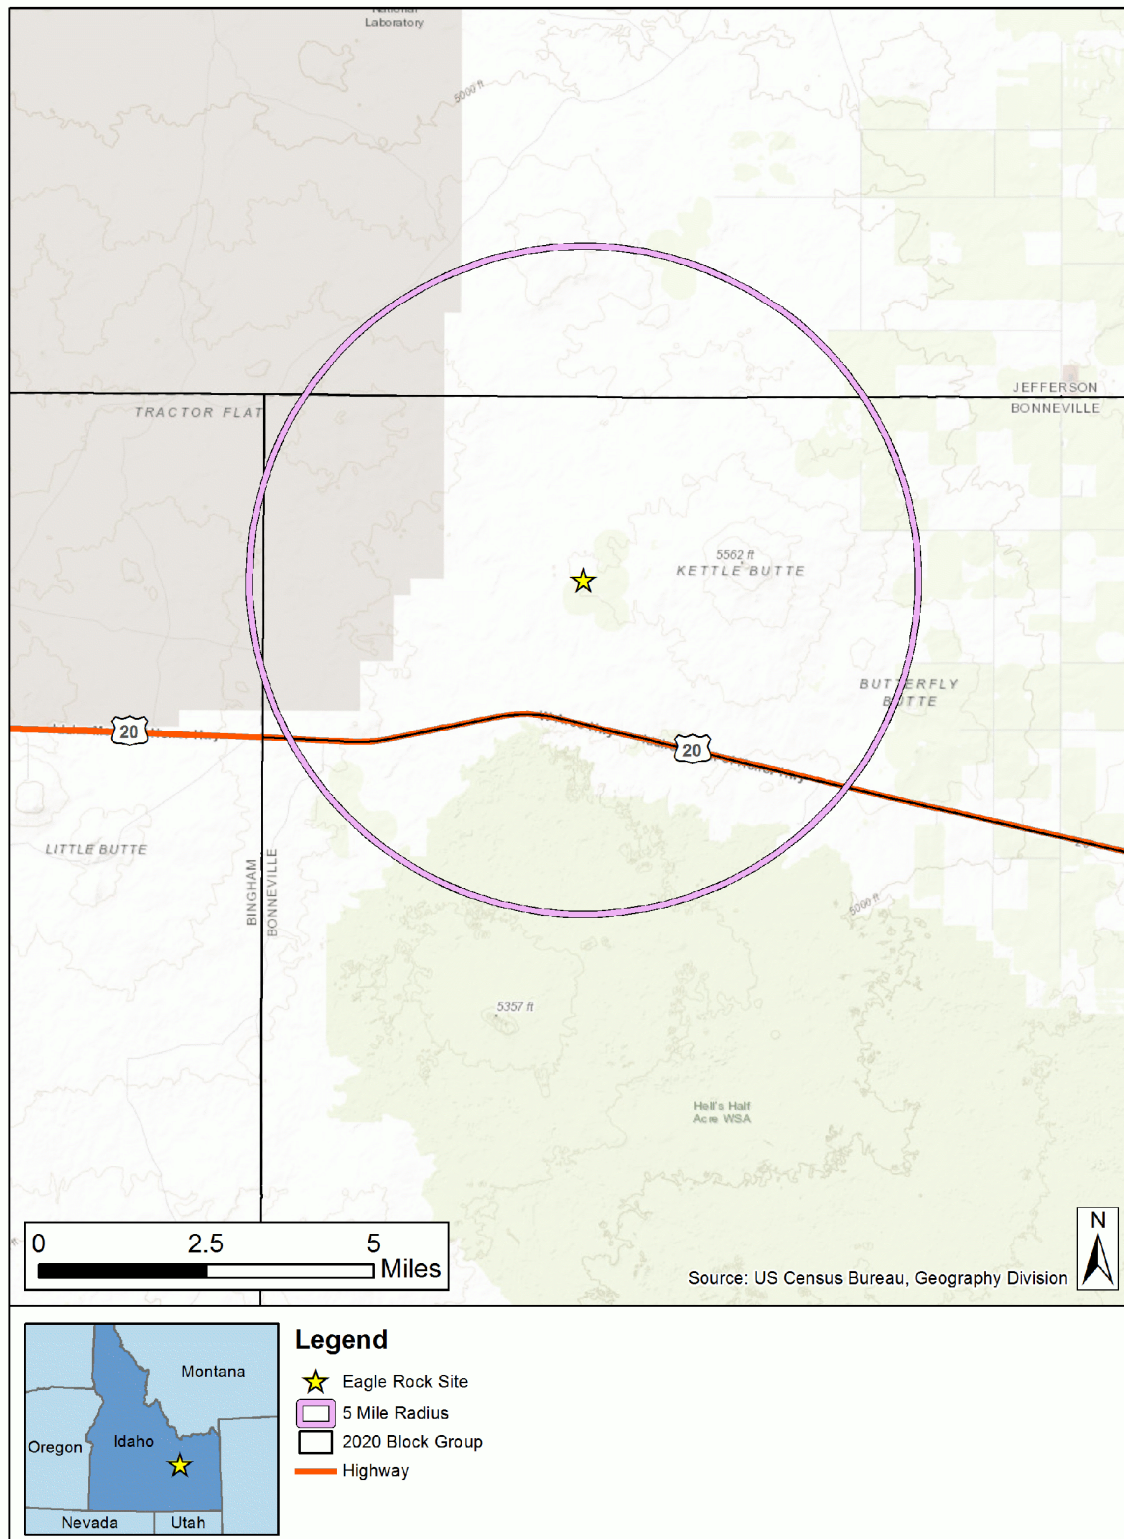 National
Laboratory
5000 ft
JEFFERSON
BONNEVILLE
TRACTOR FLAT
5562 ft
KETTLE BUTTE
BUTTERFLY
BUTTE
20
20
LITTLE BUTTE
BINGHAM
BONNEVILLE
5000 ft
5357 ft
Hell's Half
Acre WSA
0 2.5 5
Miles
N
Source: US Census Bureau, Geography Division
Legend
Eagle Rock Site
5 Mile Radius
2020 Block Group
Highway
Montana
Oregon
Idaho
Nevada
Utah